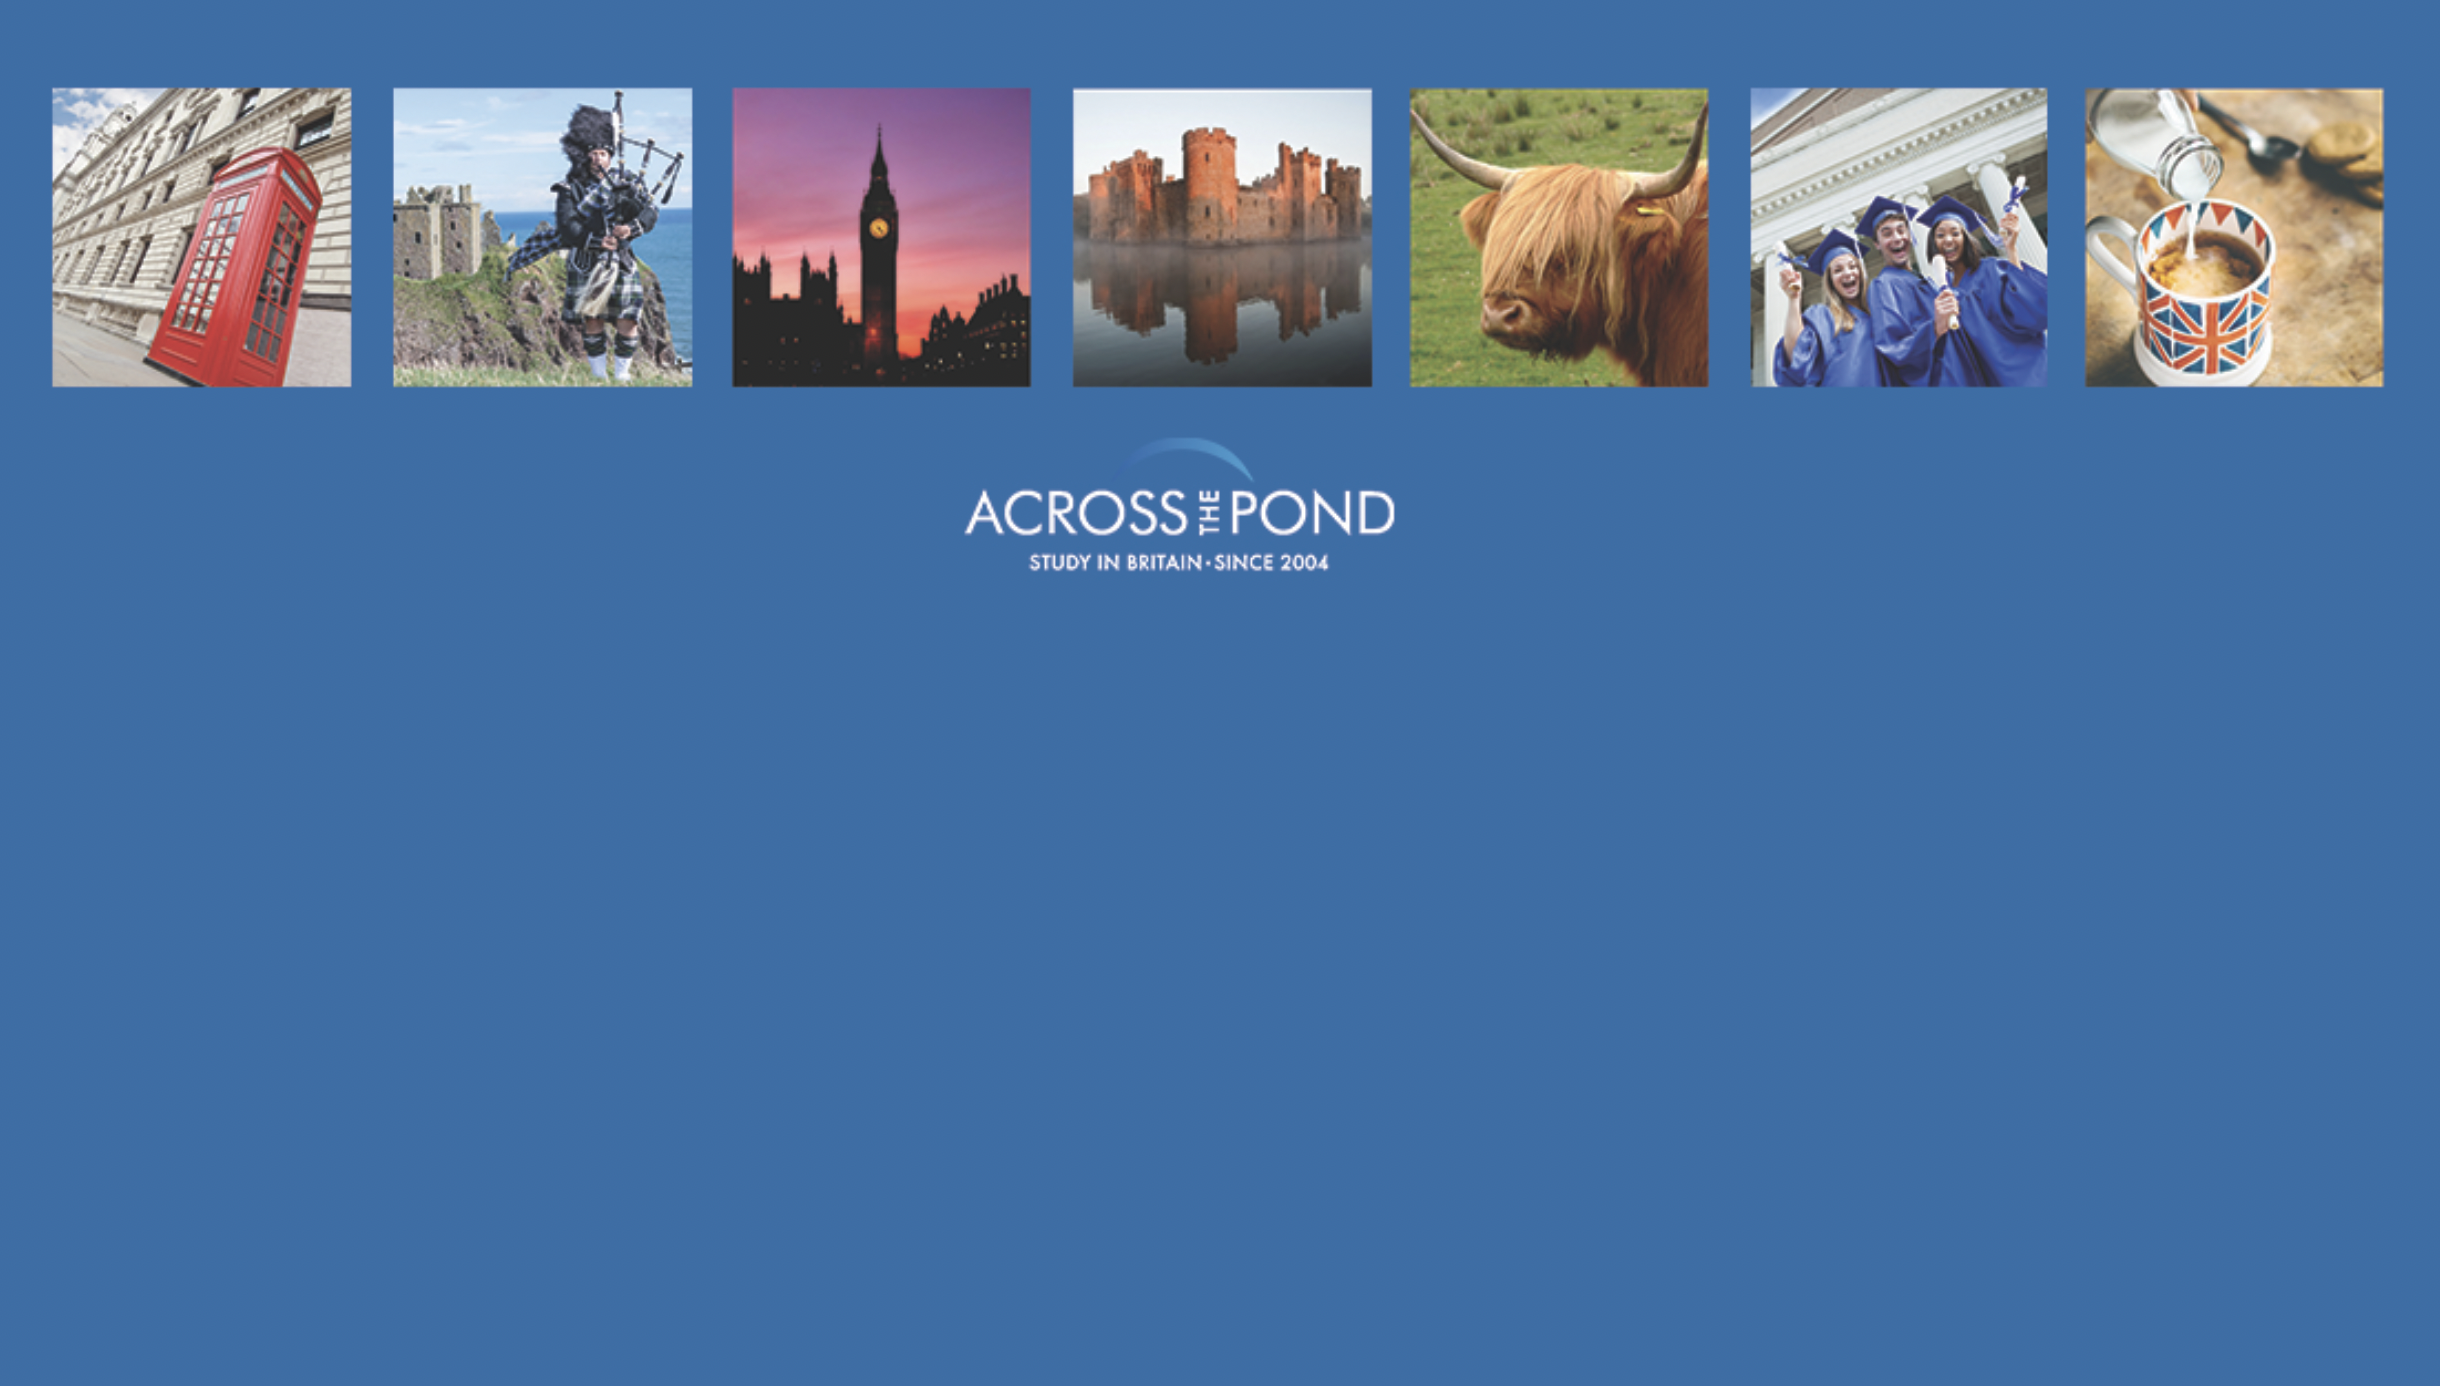 ACROSS THE POND
STUDY IN BRITAIN · SINCE 2004